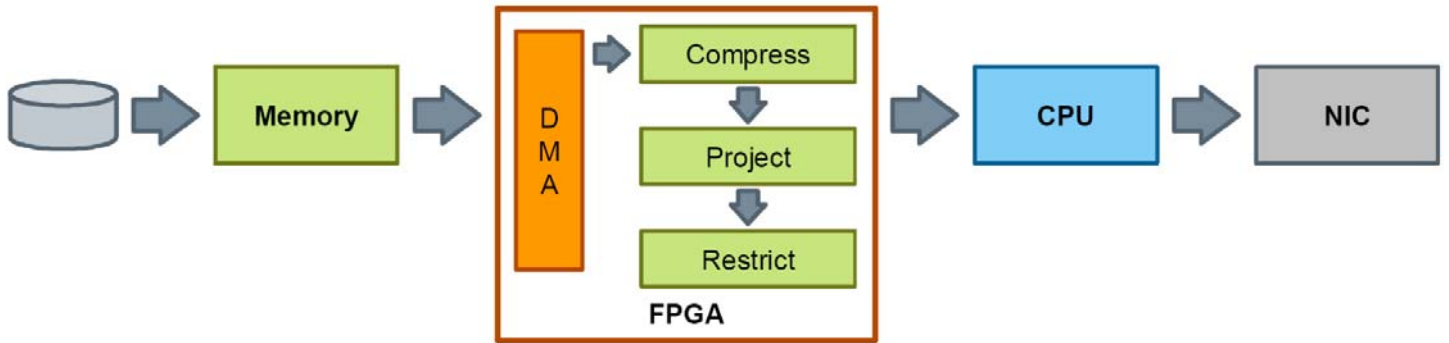 Memory
D
M
A
Compress
Project
Restrict
FPGA
CPU
NIC